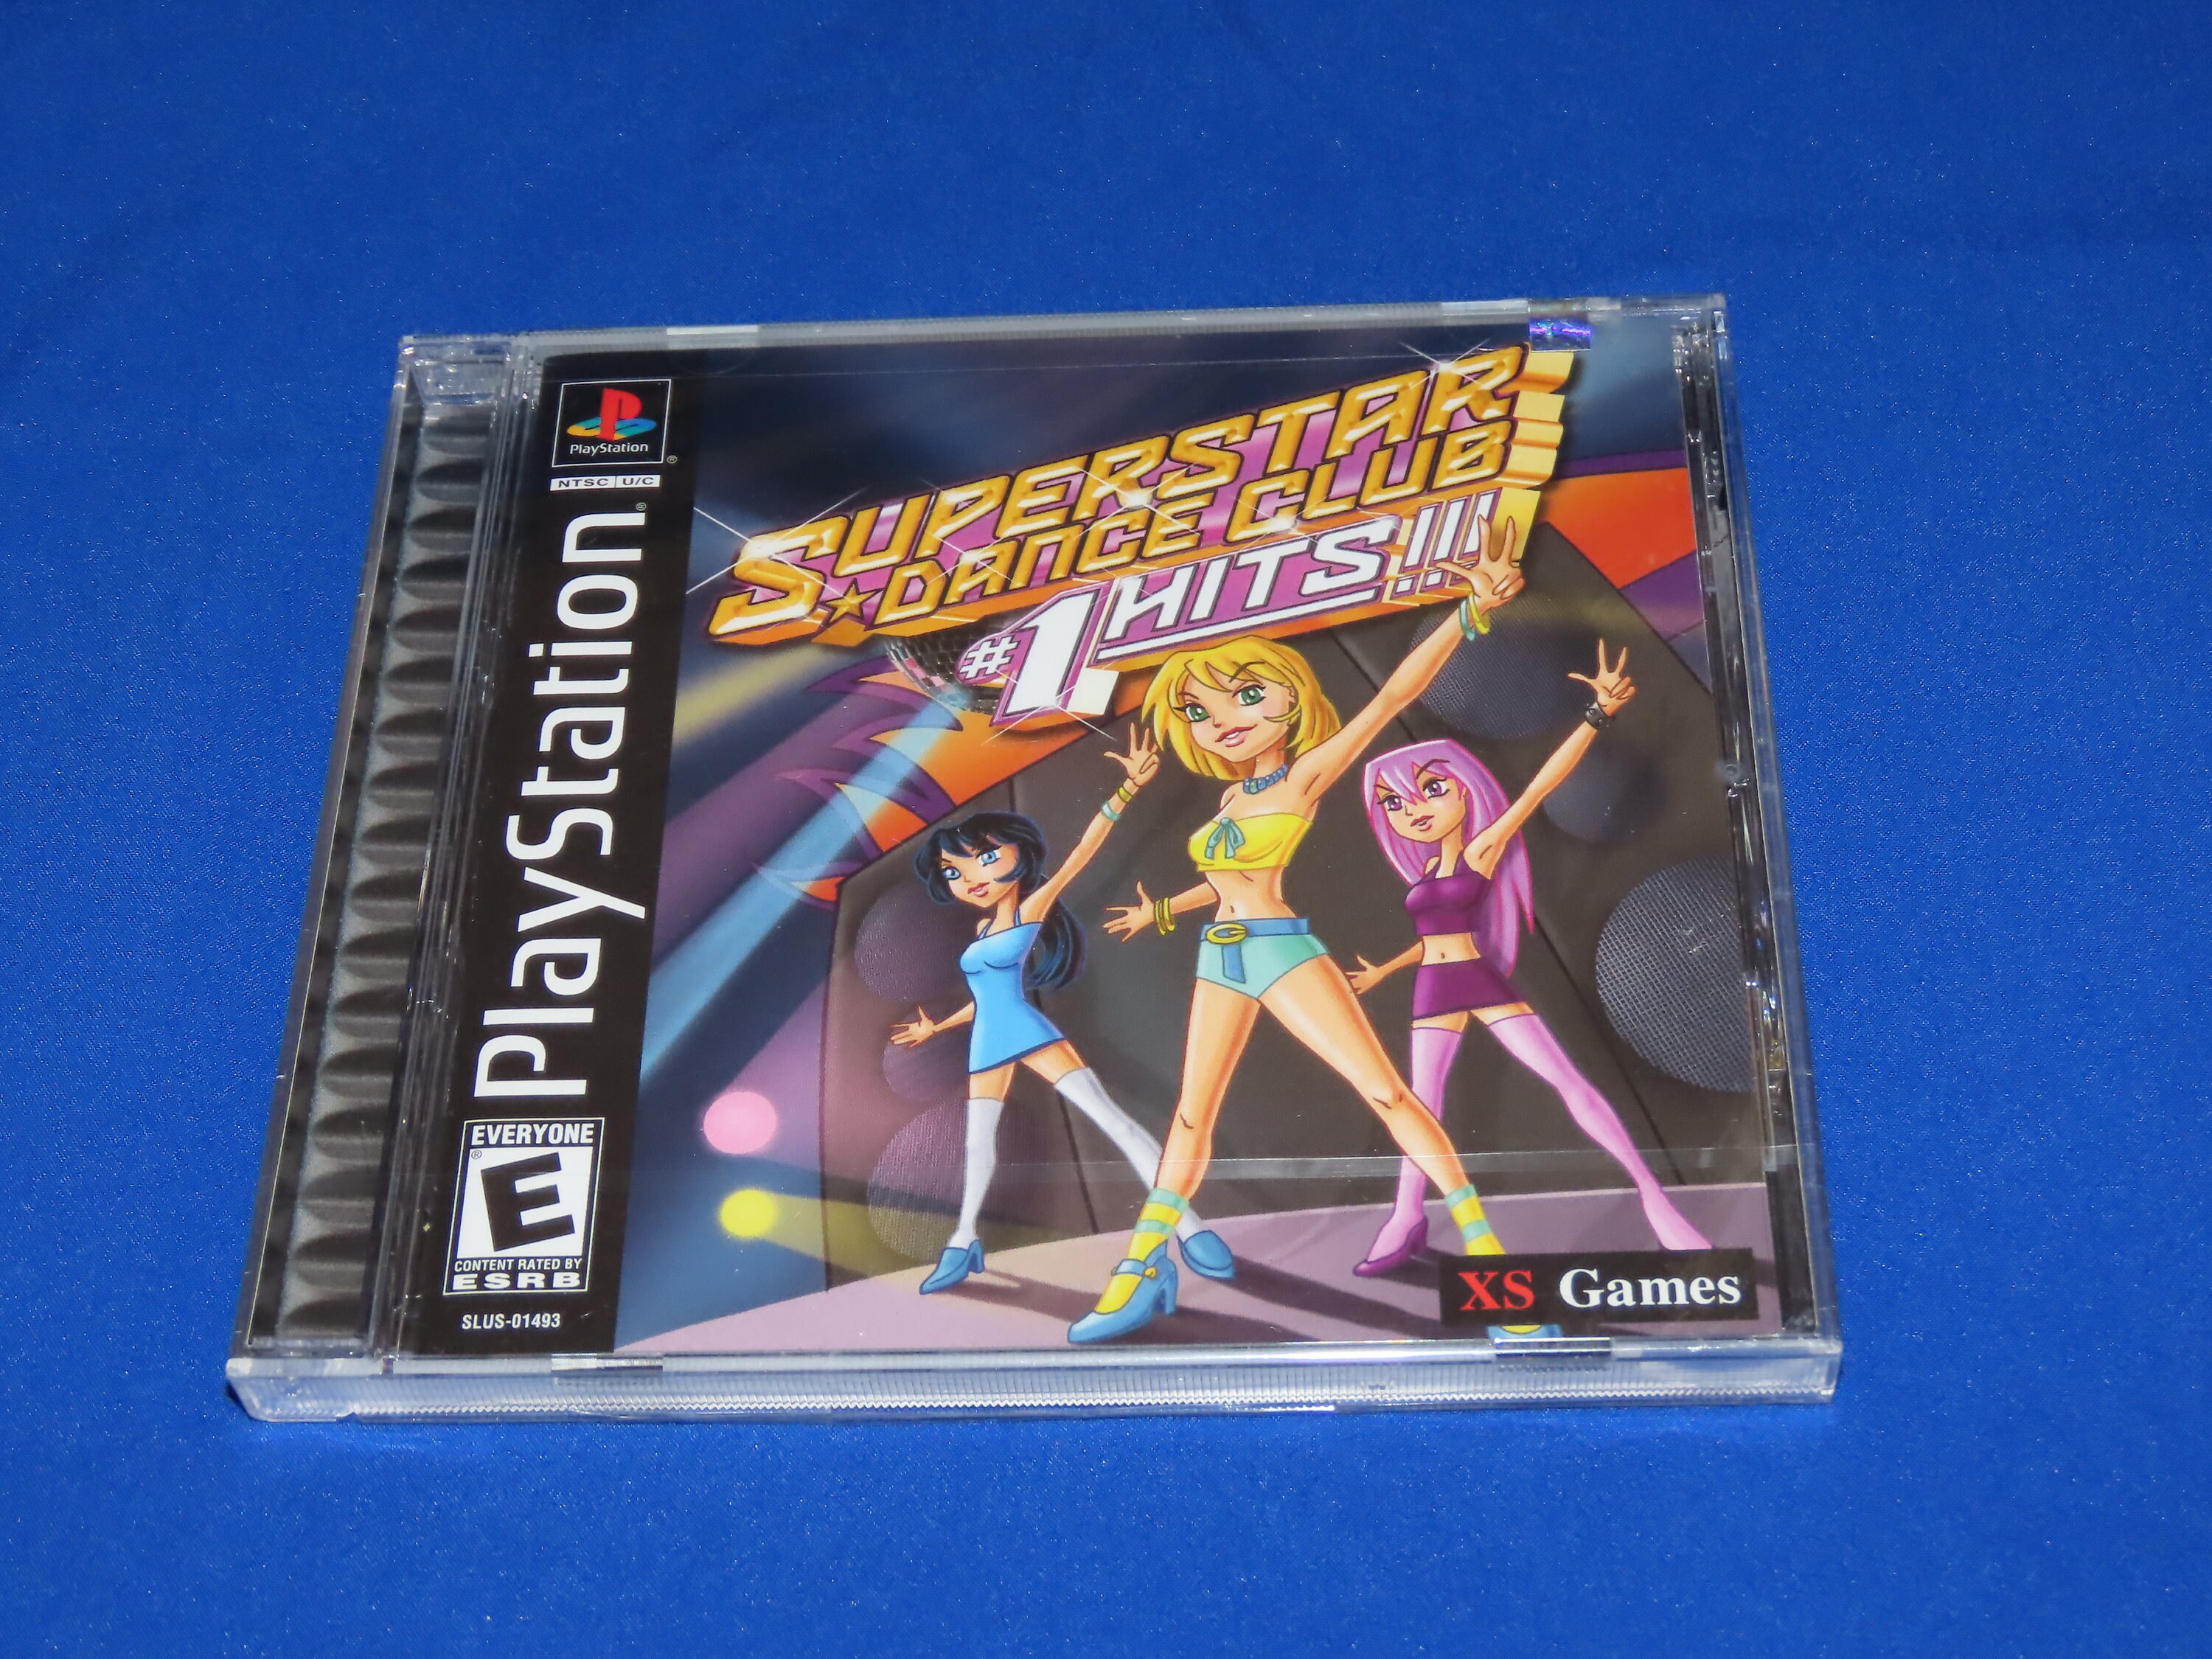 PlayStation
NTSC U/C
PlayStation
EVERYONE
E
CONTENT RATED BY
ESRB
SLUS-01493
SUPERSTAR
DANCE CLUB
#1 HITS!!!
XS Games